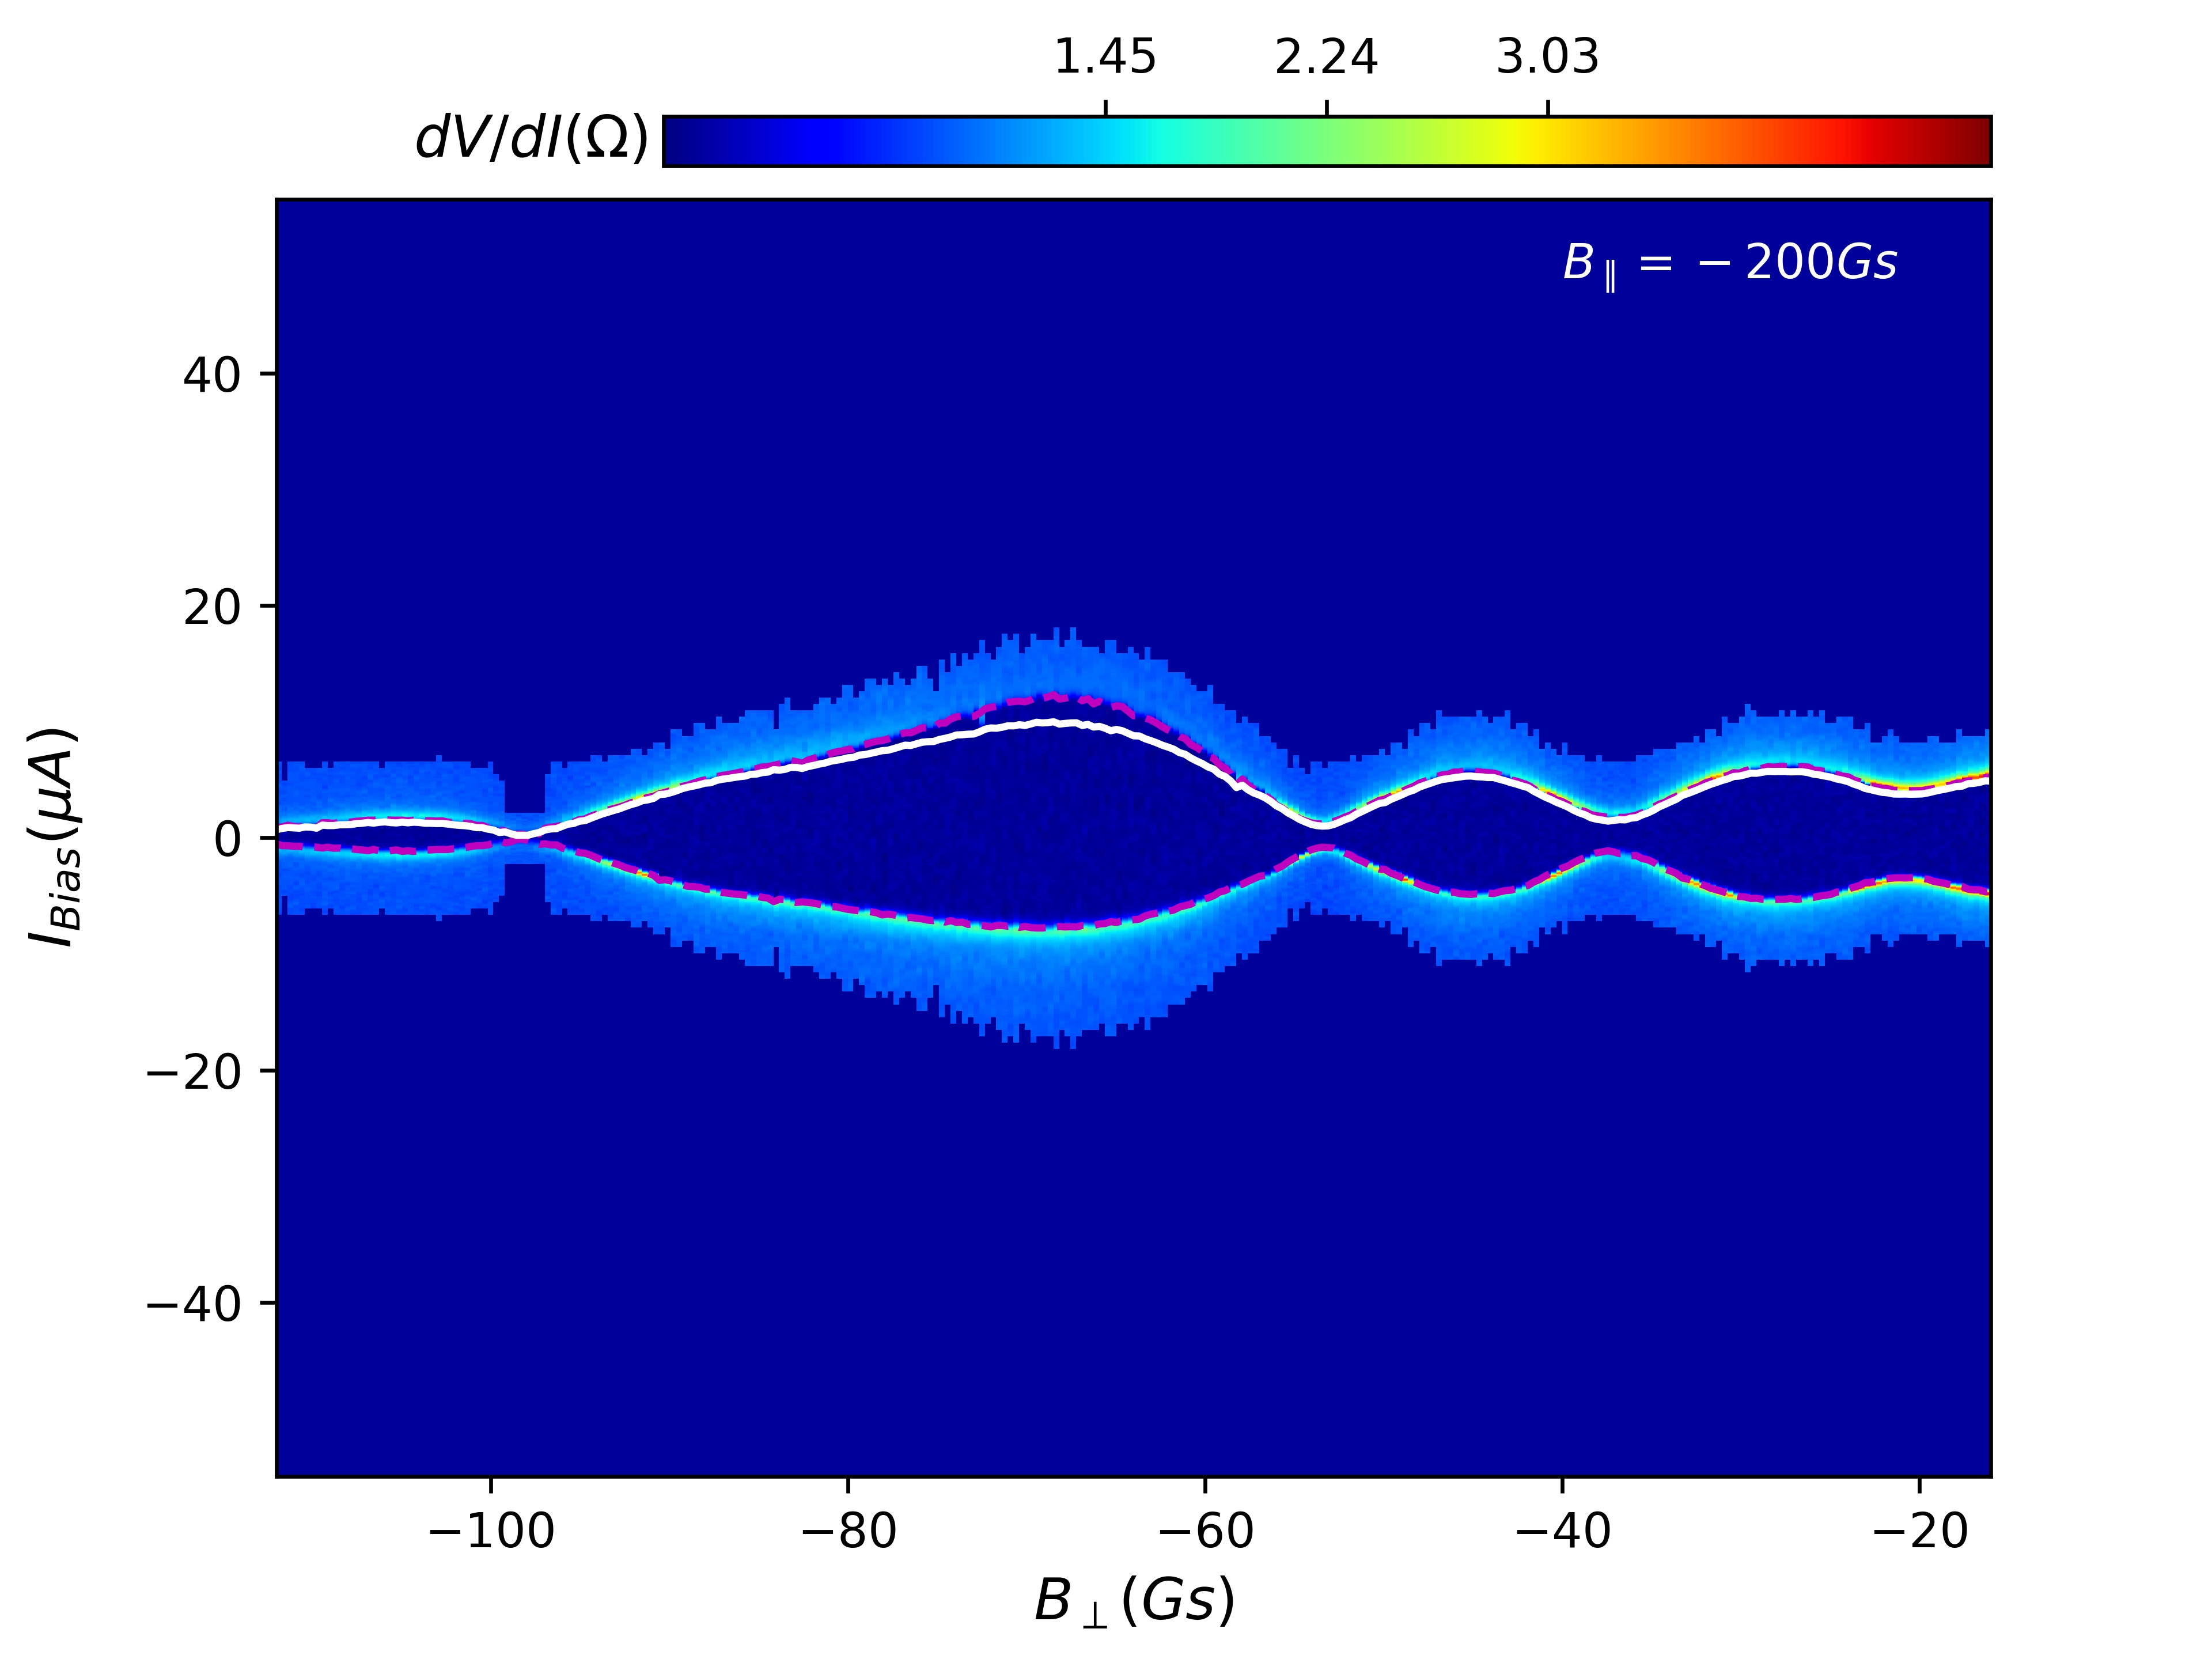 1.45 2.24 3.03
dV/dI(Ω)
B∥ = −200Gs
40
20
0
−20
−40
I_Bias(μA)
−100 −80 −60 −40 −20
B⊥(Gs)